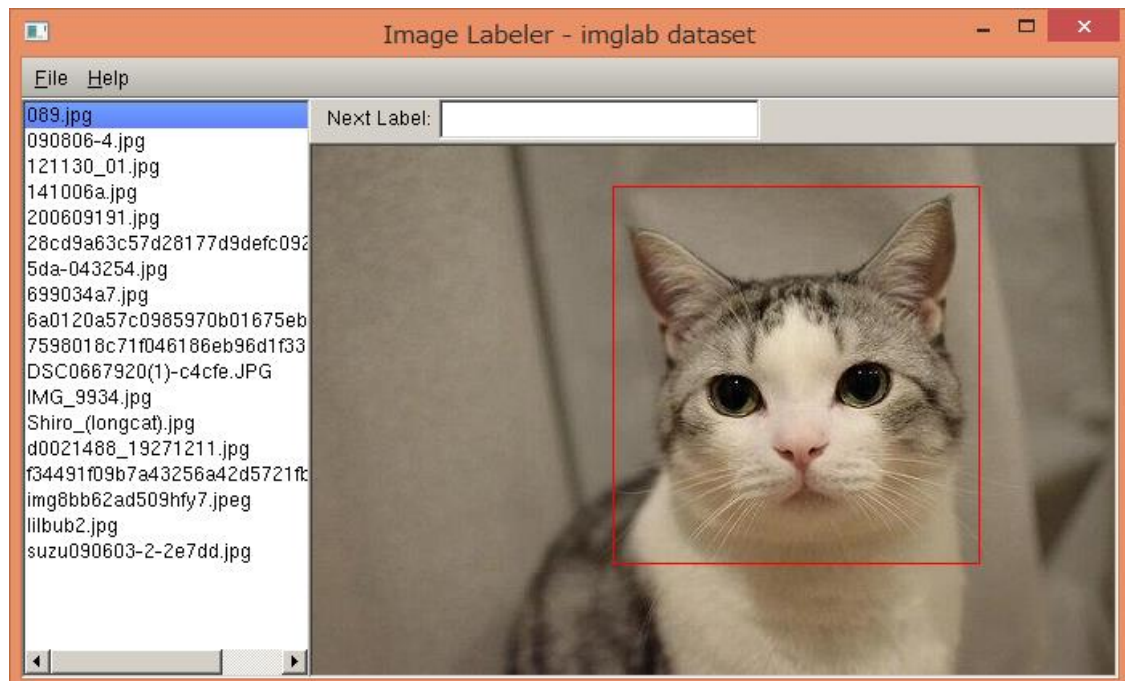 Image Labeler - imglab dataset
File Help
Next Label:
089.jpg
090806-4.jpg
121130_01.jpg
141006a.jpg
200609191.jpg
28cd9a63c57d28177d9defc092
5da-043254.jpg
699034a7.jpg
6a0120a57c0985970b01675eb
7598018c71f046186eb96d1f33
DSC0667920(1)-c4cfe.JPG
IMG_9934.jpg
Shiro_(longcat).jpg
d0021488_19271211.jpg
f34491f09b7a43256a42d5721fb
img8bb62ad509hfy7.jpeg
lilbub2.jpg
suzu090603-2-2e7dd.jpg